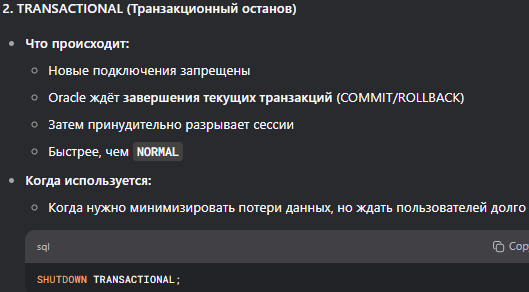 2. TRANSACTIONAL (Транзакционный останов)
• Что происходит:
◦ Новые подключения запрещены
◦ Oracle ждёт завершения текущих транзакций (COMMIT/ROLLBACK)
◦ Затем принудительно разрывает сессии
◦ Быстрее, чем NORMAL
• Когда используется:
◦ Когда нужно минимизировать потери данных, но ждать пользователей долго
sql Cop
SHUTDOWN TRANSACTIONAL;